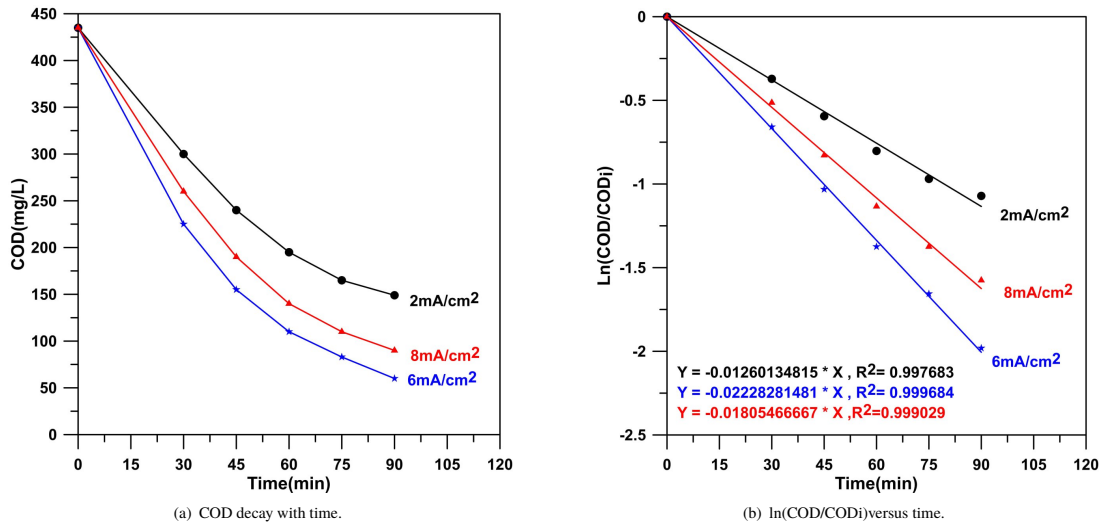 450
400
350
300
250
200
150
100
50
0
COD(mg/L)
2mA/cm2
8mA/cm2
6mA/cm2
0 30 45 60 75 90 105 120
Time(min)
(a) COD decay with time.
0
-0.5
-1
-1.5
-2
-2.5
Ln(COD/CODi)
2mA/cm2
8mA/cm2
6mA/cm2
Y = -0.01260134815 * X , R2= 0.997683
Y = -0.02228281481 * X , R2= 0.999684
Y = -0.01805466667 * X ,R2=0.999029
0 30 45 60 75 90 105 120
Time(min)
(b) ln(COD/CODi)versus time.